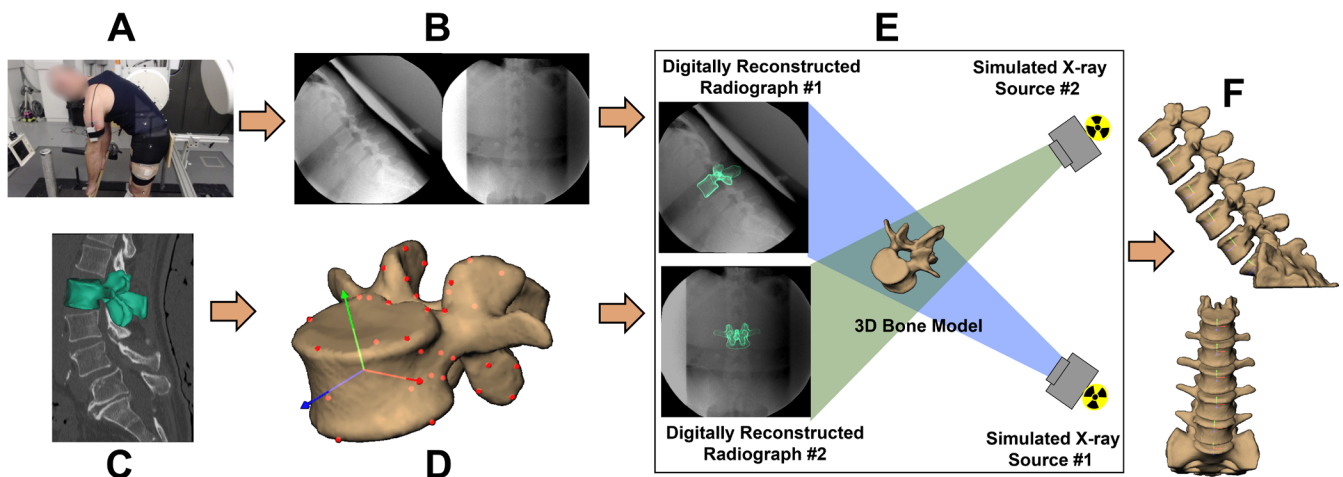 A
B
E
F
Digitally Reconstructed
Radiograph #1
Simulated X-ray
Source #2
3D Bone Model
Digitally Reconstructed
Radiograph #2
Simulated X-ray
Source #1
C
D